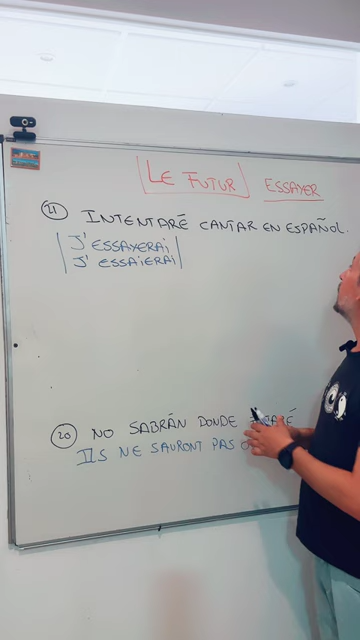 LE FUTUR ESSAYER
21 INTENTARÉ CANTAR EN ESPAÑOL.
J'ESSAYERAI
J'ESSAIERAI
20 NO SABRÁN DONDE
ILS NE SAURONT PAS